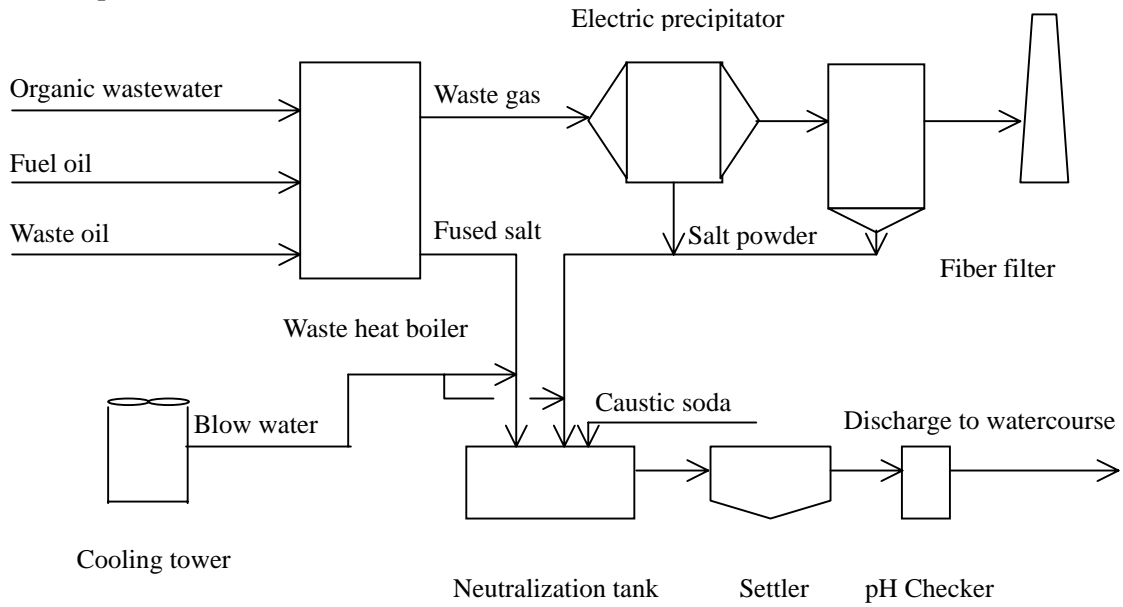 Electric precipitator
Organic wastewater
Waste gas
Fuel oil
Waste oil
Fused salt
Salt powder
Fiber filter
Waste heat boiler
Caustic soda
Blow water
Discharge to watercourse
Cooling tower
Neutralization tank
Settler
pH Checker